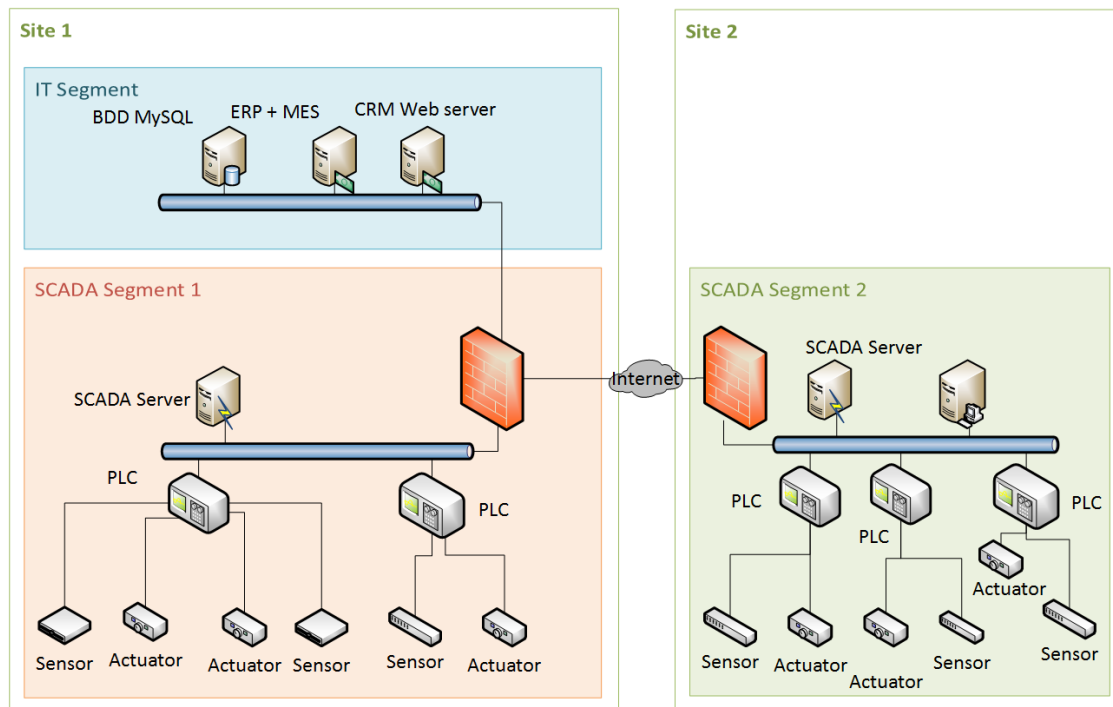 Site 1
IT Segment
BDD MySQL
ERP + MES
CRM Web server
SCADA Segment 1
SCADA Server
PLC
PLC
Sensor
Actuator
Actuator
Sensor
Sensor
Actuator
Internet
Site 2
SCADA Segment 2
SCADA Server
PLC
PLC
PLC
Actuator
Sensor
Actuator
Actuator
Sensor
Sensor